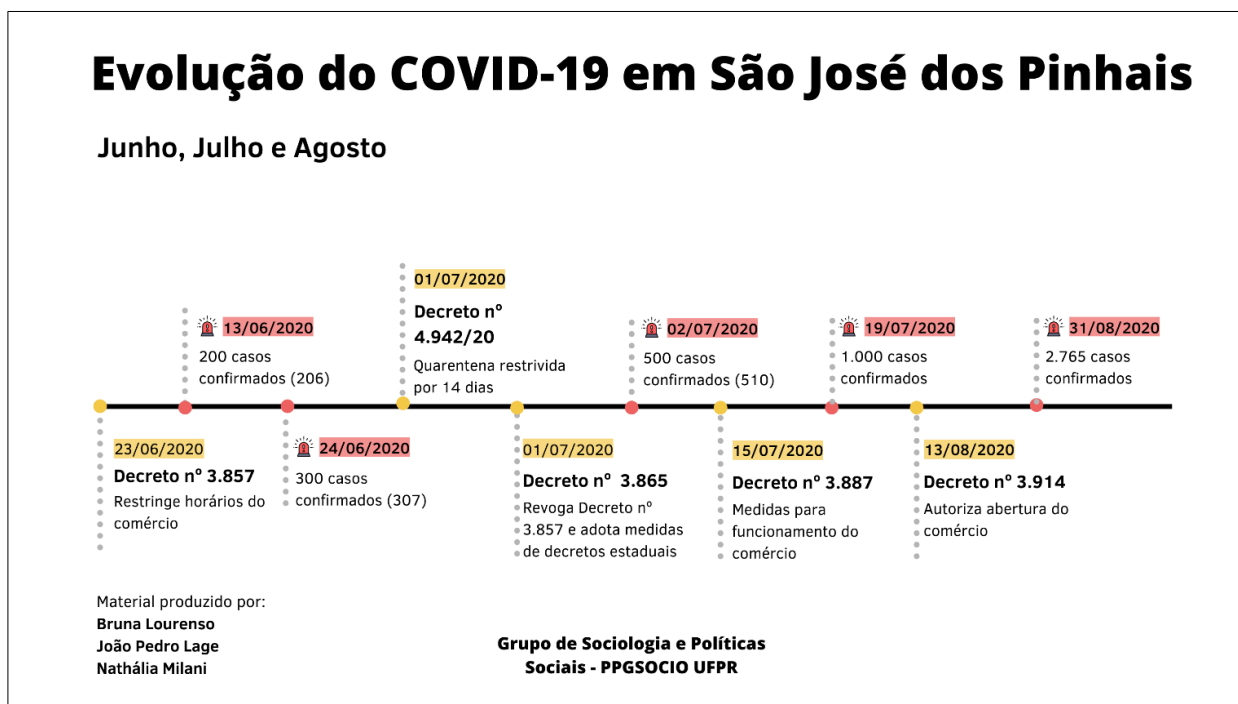 Evolução do COVID-19 em São José dos Pinhais
Junho, Julho e Agosto
23/06/2020
Decreto nº 3.857
Restringe horários do
comércio
13/06/2020
200 casos
confirmados (206)
24/06/2020
300 casos
confirmados (307)
01/07/2020
Decreto nº
4.942/20
Quarentena restrivida
por 14 dias
01/07/2020
Decreto nº 3.865
Revoga Decreto nº
3.857 e adota medidas
de decretos estaduais
02/07/2020
500 casos
confirmados (510)
15/07/2020
Decreto nº 3.887
Medidas para
funcionamento do
comércio
19/07/2020
1.000 casos
confirmados
13/08/2020
Decreto nº 3.914
Autoriza abertura do
comércio
31/08/2020
2.765 casos
confirmados
Material produzido por:
Bruna Lourenso
João Pedro Lage
Nathália Milani
Grupo de Sociologia e Políticas
Sociais - PPGSOCIO UFPR